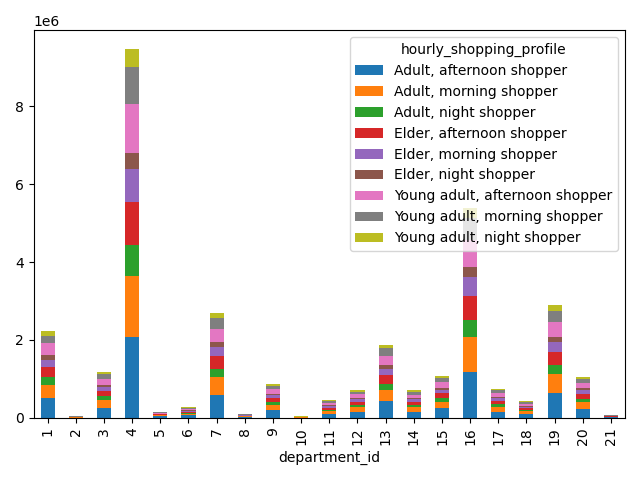 1e6
hourly_shopping_profile
Adult, afternoon shopper
Adult, morning shopper
Adult, night shopper
Elder, afternoon shopper
Elder, morning shopper
Elder, night shopper
Young adult, afternoon shopper
Young adult, morning shopper
Young adult, night shopper
8
6
4
2
0
1 2 3 4 5 6 7 8 9 10 11 12 13 14 15 16 17 18 19 20 21
department_id